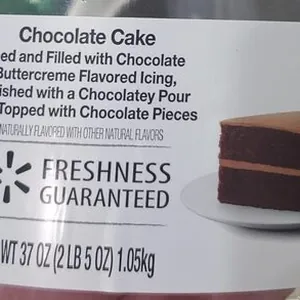 Chocolate Cake
ed and Filled with Chocolate
Buttercreme Flavored Icing,
ished with a Chocolatey Pour
Topped with Chocolate Pieces
NATURALLY FLAVORED WITH OTHER NATURAL FLAVORS
FRESHNESS
GUARANTEED
WT 37 OZ (2 LB 5 OZ) 1.05kg